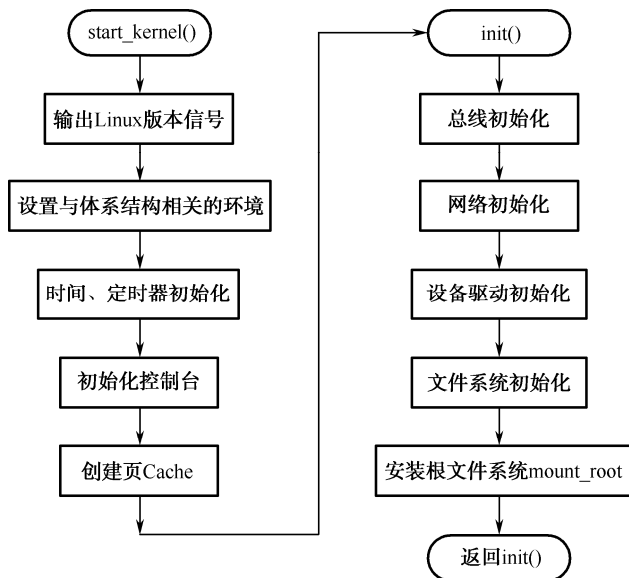 start_kernel()
输出Linux版本信号
设置与体系结构相关的环境
时间、定时器初始化
初始化控制台
创建页Cache
init()
总线初始化
网络初始化
设备驱动初始化
文件系统初始化
安装根文件系统mount_root
返回init()